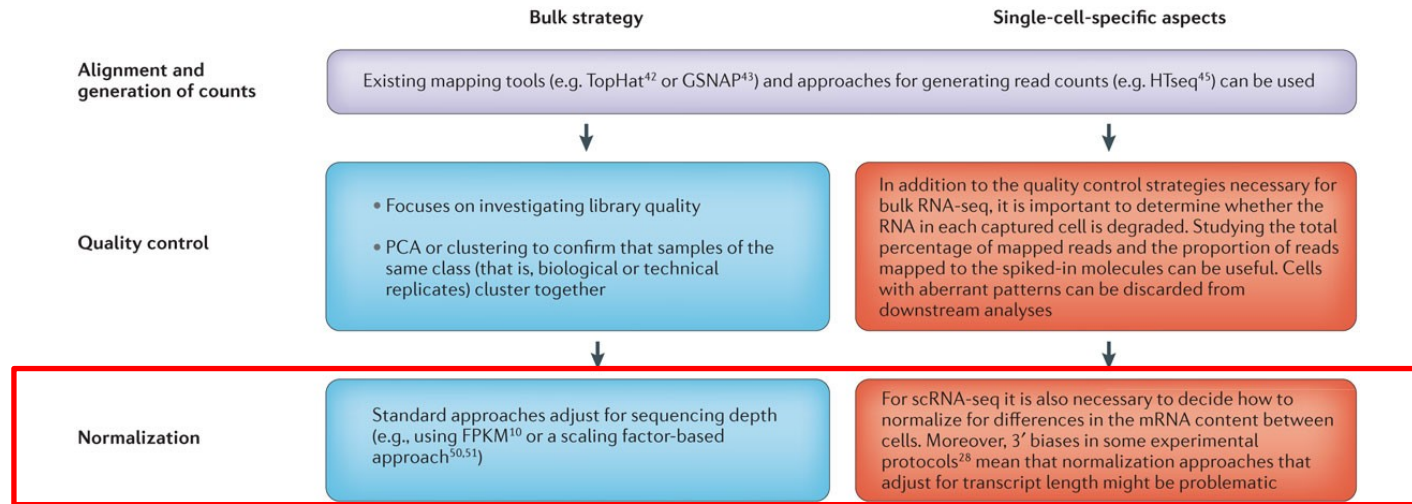 Bulk strategy
Single-cell-specific aspects
Alignment and
generation of counts
Existing mapping tools (e.g. TopHat42 or GSNAP43) and approaches for generating read counts (e.g. HTseq45) can be used
Quality control
• Focuses on investigating library quality
• PCA or clustering to confirm that samples of the
same class (that is, biological or technical
replicates) cluster together
In addition to the quality control strategies necessary for
bulk RNA-seq, it is important to determine whether the
RNA in each captured cell is degraded. Studying the total
percentage of mapped reads and the proportion of reads
mapped to the spiked-in molecules can be useful. Cells
with aberrant patterns can be discarded from
downstream analyses
Normalization
Standard approaches adjust for sequencing depth
(e.g., using FPKM10 or a scaling factor-based
approach50,51)
For scRNA-seq it is also necessary to decide how to
normalize for differences in the mRNA content between
cells. Moreover, 3′ biases in some experimental
protocols28 mean that normalization approaches that
adjust for transcript length might be problematic